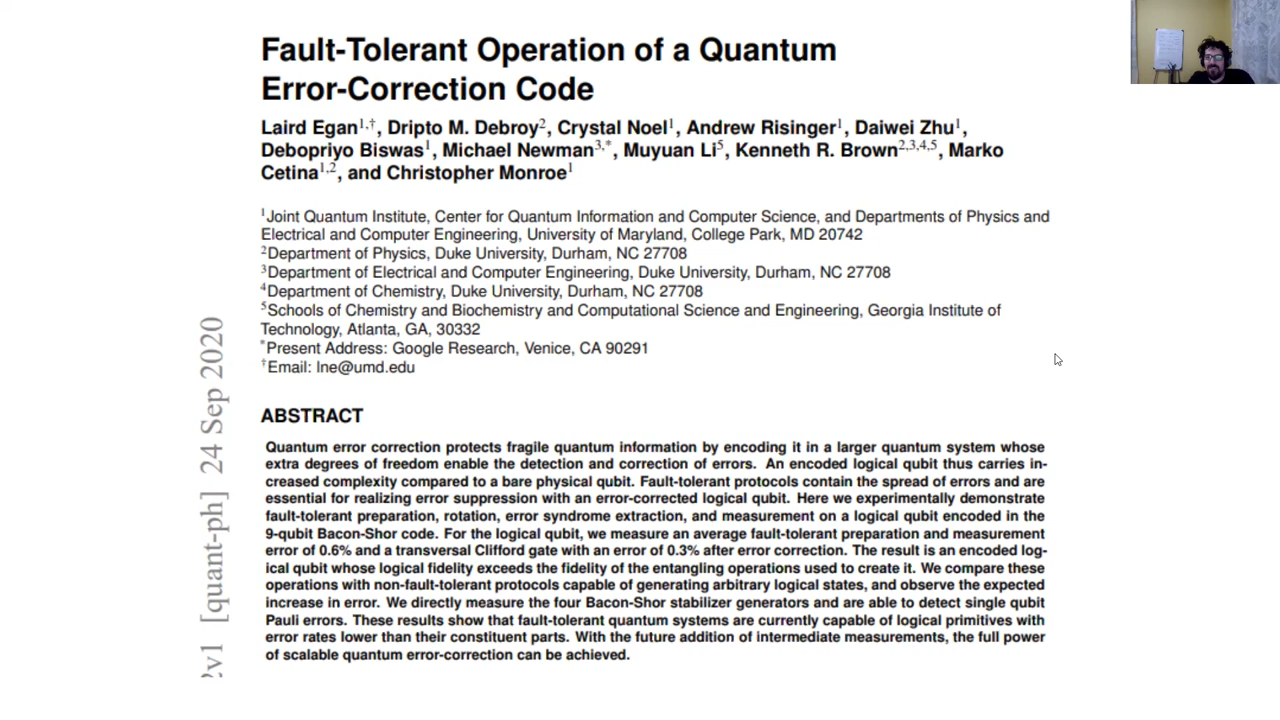 Fault-Tolerant Operation of a Quantum
Error-Correction Code
Laird Egan1,†, Dripto M. Debroy2, Crystal Noel1, Andrew Risinger1, Daiwei Zhu1,
Debopriyo Biswas1, Michael Newman3,*, Muyuan Li5, Kenneth R. Brown2,3,4,5, Marko
Cetina1,2, and Christopher Monroe1
1Joint Quantum Institute, Center for Quantum Information and Computer Science, and Departments of Physics and
Electrical and Computer Engineering, University of Maryland, College Park, MD 20742
2Department of Physics, Duke University, Durham, NC 27708
3Department of Electrical and Computer Engineering, Duke University, Durham, NC 27708
4Department of Chemistry, Duke University, Durham, NC 27708
5Schools of Chemistry and Biochemistry and Computational Science and Engineering, Georgia Institute of
Technology, Atlanta, GA, 30332
*Present Address: Google Research, Venice, CA 90291
†Email: lne@umd.edu
ABSTRACT
Quantum error correction protects fragile quantum information by encoding it in a larger quantum system whose
extra degrees of freedom enable the detection and correction of errors. An encoded logical qubit thus carries in-
creased complexity compared to a bare physical qubit. Fault-tolerant protocols contain the spread of errors and are
essential for realizing error suppression with an error-corrected logical qubit. Here we experimentally demonstrate
fault-tolerant preparation, rotation, error syndrome extraction, and measurement on a logical qubit encoded in the
9-qubit Bacon-Shor code. For the logical qubit, we measure an average fault-tolerant preparation and measurement
error of 0.6% and a transversal Clifford gate with an error of 0.3% after error correction. The result is an encoded log-
ical qubit whose logical fidelity exceeds the fidelity of the entangling operations used to create it. We compare these
operations with non-fault-tolerant protocols capable of generating arbitrary logical states, and observe the expected
increase in error. We directly measure the four Bacon-Shor stabilizer generators and are able to detect single qubit
Pauli errors. These results show that fault-tolerant quantum systems are currently capable of logical primitives with
error rates lower than their constituent parts. With the future addition of intermediate measurements, the full power
of scalable quantum error-correction can be achieved.
2v1 [quant-ph] 24 Sep 2020